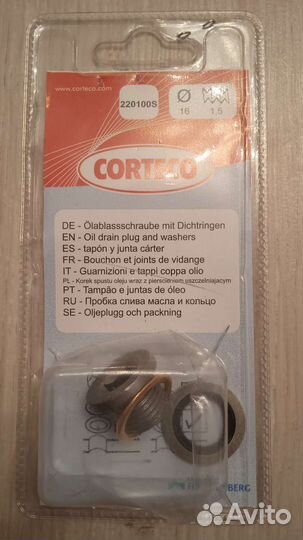 www.corteco.com
220100S
16
1,5
CORTECO
DE - Ölablassschraube mit Dichtringen
EN - Oil drain plug and washers
ES - tapón y junta cárter
FR - Bouchon et joints de vidange
IT - Guarnizioni e tappi coppa olio
PL - Korek spustu oleju wraz z pierscieniem uszczelniajacym
PT - Tampão e juntas de óleo
RU - Пробка слива масла и кольцо
SE - Oljeplugg och packning
BERG
Avito